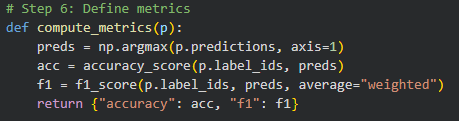 # Step 6: Define metrics
def compute_metrics(p):
    preds = np.argmax(p.predictions, axis=1)
    acc = accuracy_score(p.label_ids, preds)
    f1 = f1_score(p.label_ids, preds, average="weighted")
    return {"accuracy": acc, "f1": f1}